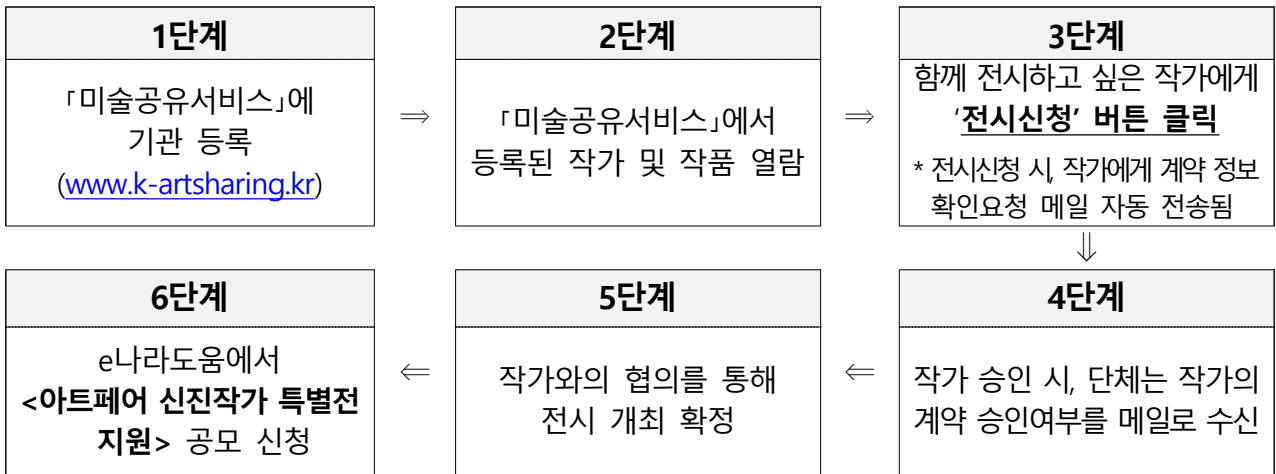 1단계
「미술공유서비스」에
기관 등록
(www.k-artsharing.kr)
⇒
2단계
「미술공유서비스」에서
등록된 작가 및 작품 열람
⇒
3단계
함께 전시하고 싶은 작가에게
‘전시신청’ 버튼 클릭
* 전시신청 시, 작가에게 계약 정보
확인요청 메일 자동 전송됨
⇓
4단계
작가 승인 시, 단체는 작가의
계약 승인여부를 메일로 수신
⇐
5단계
작가와의 협의를 통해
전시 개최 확정
⇐
6단계
e나라도움에서
<아트페어 신진작가 특별전
지원> 공모 신청